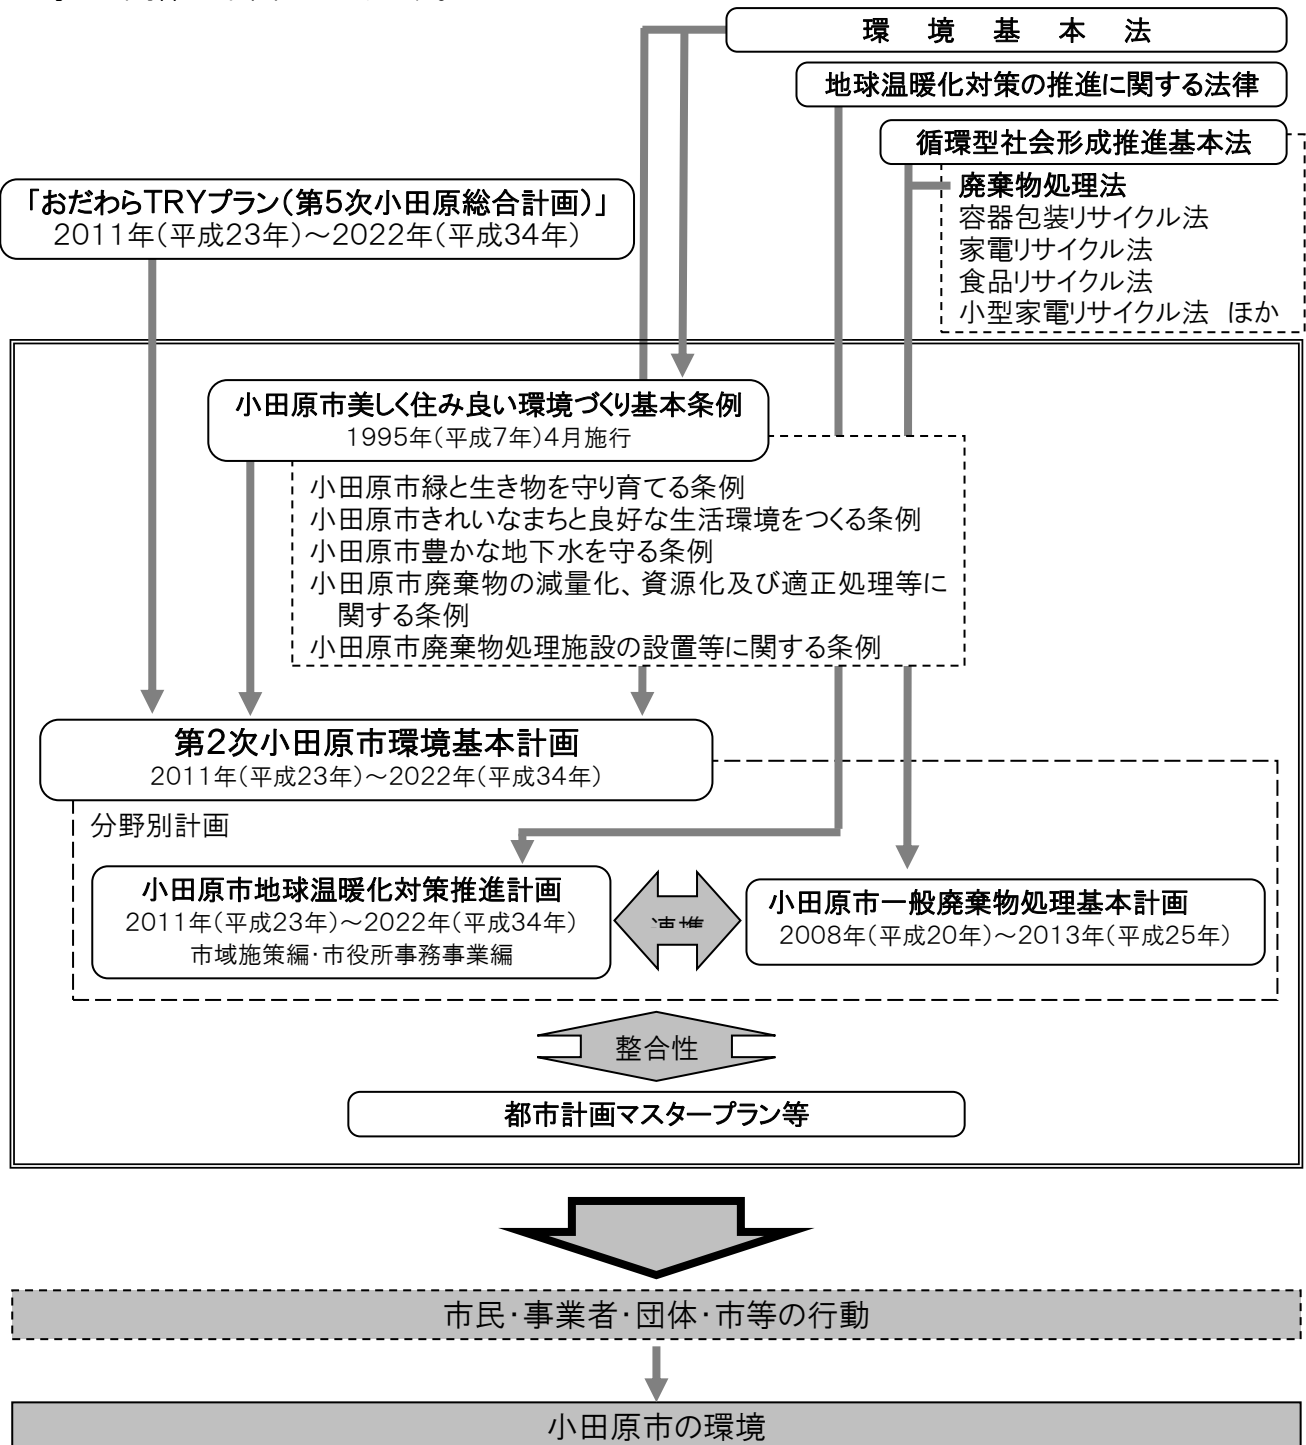 環境基本法
地球温暖化対策の推進に関する法律
循環型社会形成推進基本法
廃棄物処理法
容器包装リサイクル法
家電リサイクル法
食品リサイクル法
小型家電リサイクル法　ほか
「おだわらTRYプラン（第5次小田原総合計画）」
2011年（平成23年）～2022年（平成34年）
小田原市美しく住み良い環境づくり基本条例
1995年（平成7年）4月施行
小田原市緑と生き物を守り育てる条例
小田原市きれいなまちと良好な生活環境をつくる条例
小田原市豊かな地下水を守る条例
小田原市廃棄物の減量化、資源化及び適正処理等に
関する条例
小田原市廃棄物処理施設の設置等に関する条例
第2次小田原市環境基本計画
2011年（平成23年）～2022年（平成34年）
分野別計画
小田原市地球温暖化対策推進計画
2011年（平成23年）～2022年（平成34年）
市域施策編・市役所事務事業編
連携
小田原市一般廃棄物処理基本計画
2008年（平成20年）～2013年（平成25年）
整合性
都市計画マスタープラン等
市民・事業者・団体・市等の行動
小田原市の環境